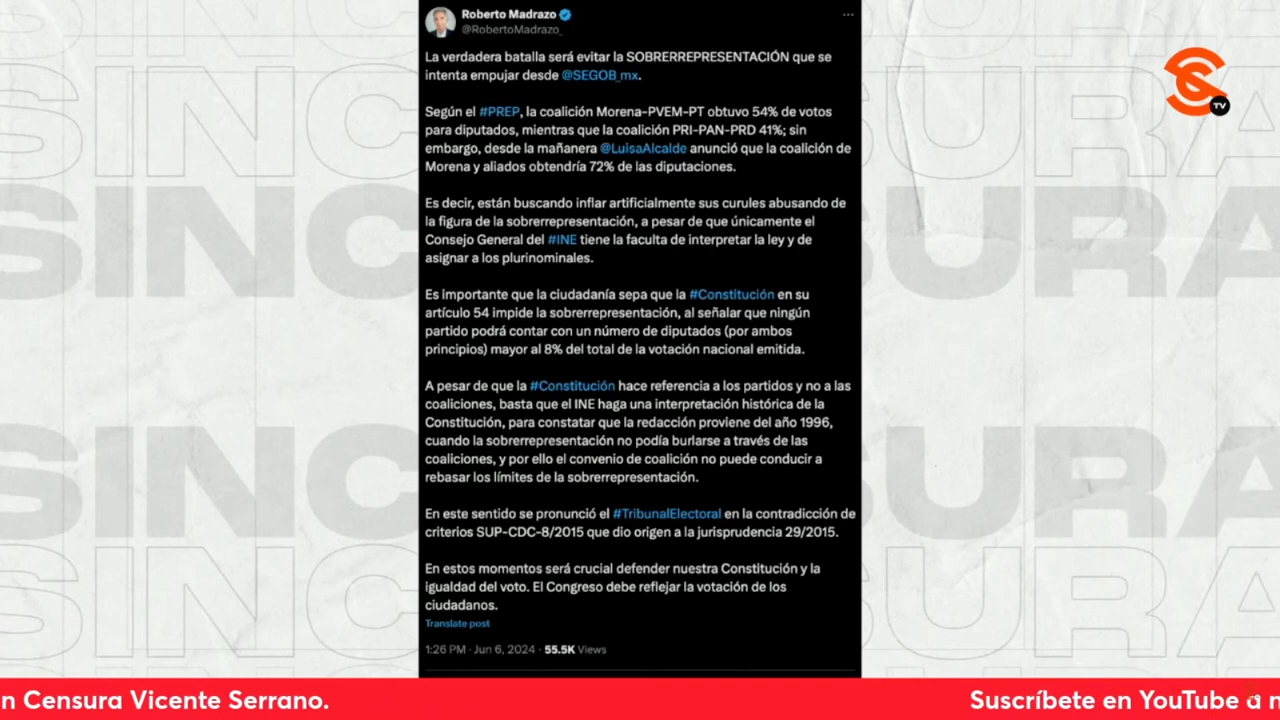 Roberto Madrazo
@RobertoMadrazo_
La verdadera batalla será evitar la SOBRERREPRESENTACIÓN que se
intenta empujar desde @SEGOB_mx.
Según el #PREP, la coalición Morena-PVEM-PT obtuvo 54% de votos
para diputados, mientras que la coalición PRI-PAN-PRD 41%; sin
embargo, desde la mañanera @LuisaAlcalde anunció que la coalición de
Morena y aliados obtendría 72% de las diputaciones.
Es decir, están buscando inflar artificialmente sus curules abusando de
la figura de la sobrerrepresentación, a pesar de que únicamente el
Consejo General del #INE tiene la faculta de interpretar la ley y de
asignar a los plurinominales.
Es importante que la ciudadanía sepa que la #Constitución en su
artículo 54 impide la sobrerrepresentación, al señalar que ningún
partido podrá contar con un número de diputados (por ambos
principios) mayor al 8% del total de la votación nacional emitida.
A pesar de que la #Constitución hace referencia a los partidos y no a las
coaliciones, basta que el INE haga una interpretación histórica de la
Constitución, para constatar que la redacción proviene del año 1996,
cuando la sobrerrepresentación no podía burlarse a través de las
coaliciones, y por ello el convenio de coalición no puede conducir a
rebasar los límites de la sobrerrepresentación.
En este sentido se pronunció el #TribunalElectoral en la contradicción de
criterios SUP-CDC-8/2015 que dio origen a la jurisprudencia 29/2015.
En estos momentos será crucial defender nuestra Constitución y la
igualdad del voto. El Congreso debe reflejar la votación de los
ciudadanos.
Translate post
1:26 PM · Jun 6, 2024 · 55.5K Views
TV
SINC
SURA
SINC
SURA
SINC
URA
SINC
SURA
SINC
SURA
n Censura Vicente Serrano.
Suscríbete en YouTube a n